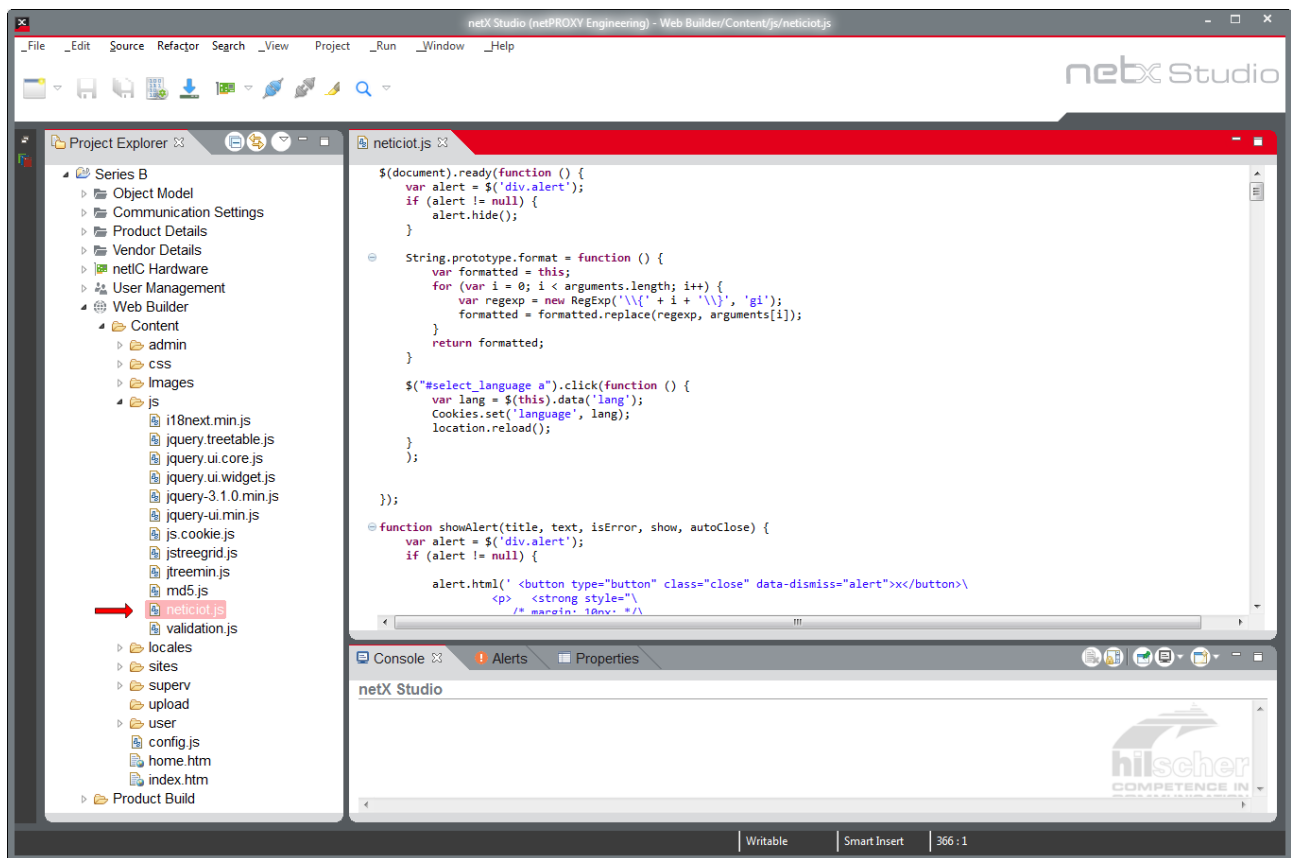 netX Studio (netPROXY Engineering) - Web Builder/Content/js/neticiot.js
_File _Edit Source Refactor Search _View Project _Run _Window _Help
netX Studio
Project Explorer
Series B
Object Model
Communication Settings
Product Details
Vendor Details
netIC Hardware
User Management
Web Builder
Content
admin
css
Images
js
i18next.min.js
jquery.treetable.js
jquery.ui.core.js
jquery.ui.widget.js
jquery-3.1.0.min.js
jquery-ui.min.js
js.cookie.js
jstreegrid.js
jtreemin.js
md5.js
neticiot.js
validation.js
locales
sites
superv
upload
user
config.js
home.htm
index.htm
Product Build
neticiot.js
$(document).ready(function () {
var alert = $('div.alert');
if (alert != null) {
alert.hide();
}
String.prototype.format = function () {
var formatted = this;
for (var i = 0; i < arguments.length; i++) {
var regexp = new RegExp('\\{' + i + '\\}', 'gi');
formatted = formatted.replace(regexp, arguments[i]);
}
return formatted;
}
$("#select_language a").click(function () {
var lang = $(this).data('lang');
Cookies.set('language', lang);
location.reload();
}
);
});
function showAlert(title, text, isError, show, autoClose) {
var alert = $('div.alert');
if (alert != null) {
alert.html(' <button type="button" class="close" data-dismiss="alert">x</button>\
<p> <strong style="\
/* margin: 10px; */\
Console Alerts Properties
netX Studio
hilscher
COMPETENCE IN
COMMUNICATION
Writable Smart Insert 366 : 1